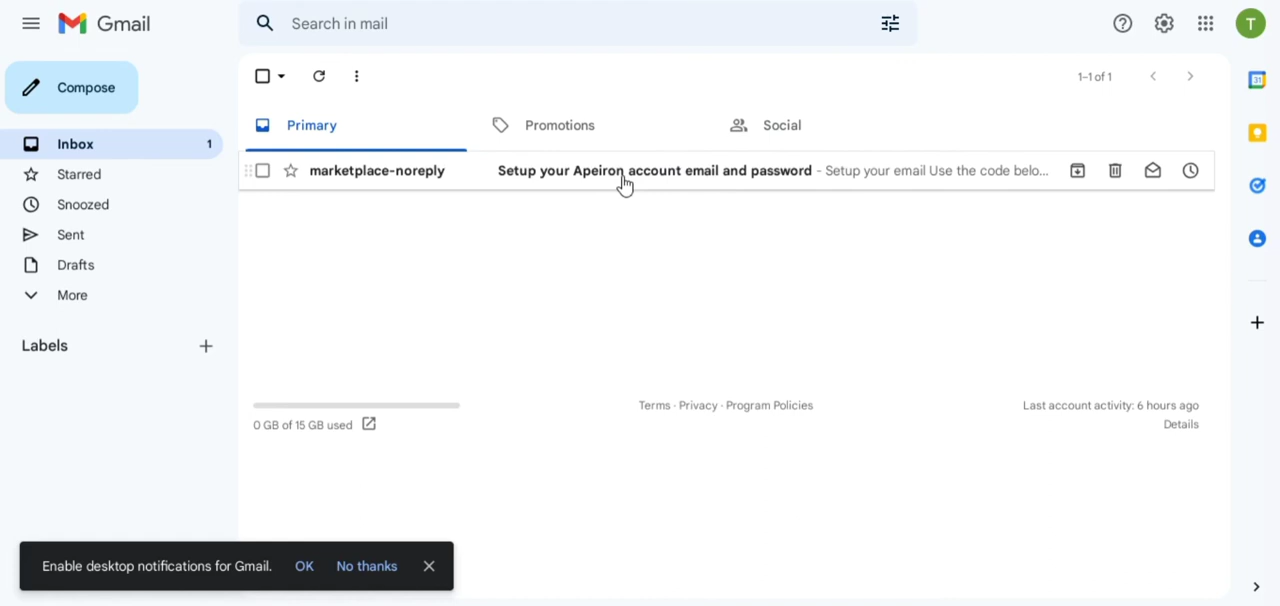 Gmail
Search in mail
T
Compose
1–1 of 1
31
Primary
Promotions
Social
Inbox 1
marketplace-noreply Setup your Apeiron account email and password - Setup your email Use the code belo...
Starred
Snoozed
Sent
Drafts
More
Labels
0 GB of 15 GB used
Terms · Privacy · Program Policies
Last account activity: 6 hours ago
Details
Enable desktop notifications for Gmail. OK No thanks